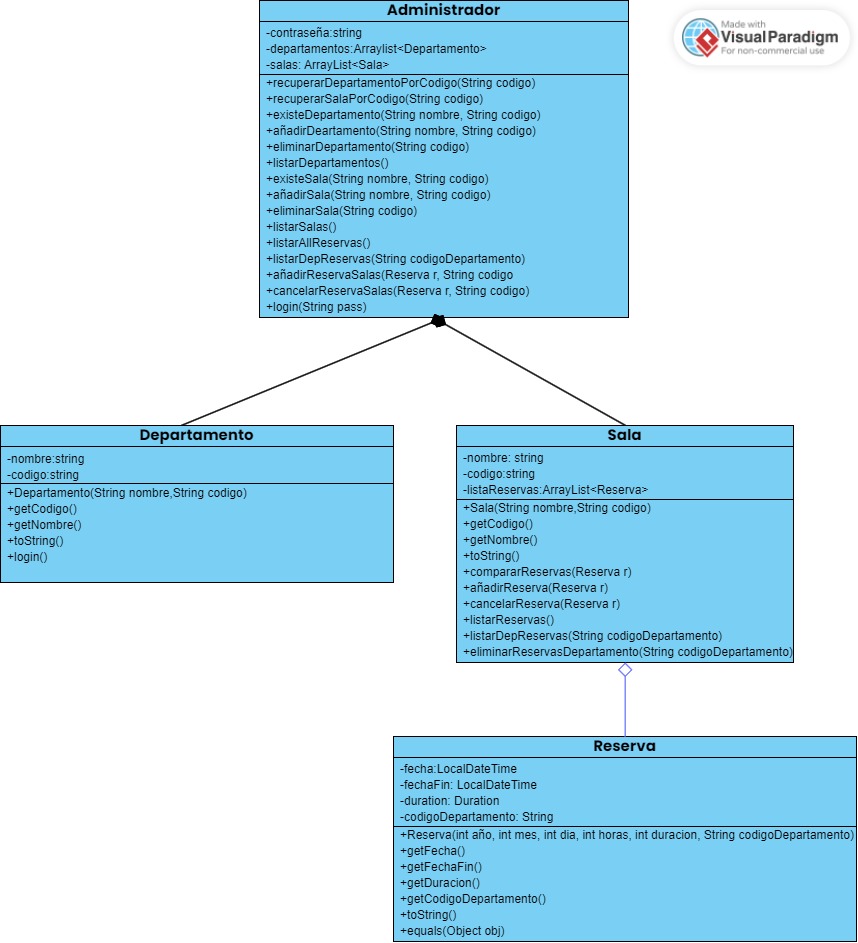 Administrador
-contraseña:string
-departamentos:Arraylist<Departamento>
-salas: ArrayList<Sala>
+recuperarDepartamentoPorCodigo(String codigo)
+recuperarSalaPorCodigo(String codigo)
+existeDepartamento(String nombre, String codigo)
+añadirDeartamento(String nombre, String codigo)
+eliminarDepartamento(String codigo)
+listarDepartamentos()
+existeSala(String nombre, String codigo)
+añadirSala(String nombre, String codigo)
+eliminarSala(String codigo)
+listarSalas()
+listarAllReservas()
+listarDepReservas(String codigoDepartamento)
+añadirReservaSalas(Reserva r, String codigo
+cancelarReservaSalas(Reserva r, String codigo)
+login(String pass)
Made with
VisualParadigm
For non-commercial use
Departamento
-nombre:string
-codigo:string
+Departamento(String nombre,String codigo)
+getCodigo()
+getNombre()
+toString()
+login()
Sala
-nombre: string
-codigo:string
-listaReservas:ArrayList<Reserva>
+Sala(String nombre,String codigo)
+getCodigo()
+getNombre()
+toString()
+compararReservas(Reserva r)
+añadirReserva(Reserva r)
+cancelarReserva(Reserva r)
+listarReservas()
+listarDepReservas(String codigoDepartamento)
+eliminarReservasDepartamento(String codigoDepartamento)
Reserva
-fecha:LocalDateTime
-fechaFin: LocalDateTime
-duration: Duration
-codigoDepartamento: String
+Reserva(int año, int mes, int dia, int horas, int duracion, String codigoDepartamento)
+getFecha()
+getFechaFin()
+getDuracion()
+getCodigoDepartamento()
+toString()
+equals(Object obj)